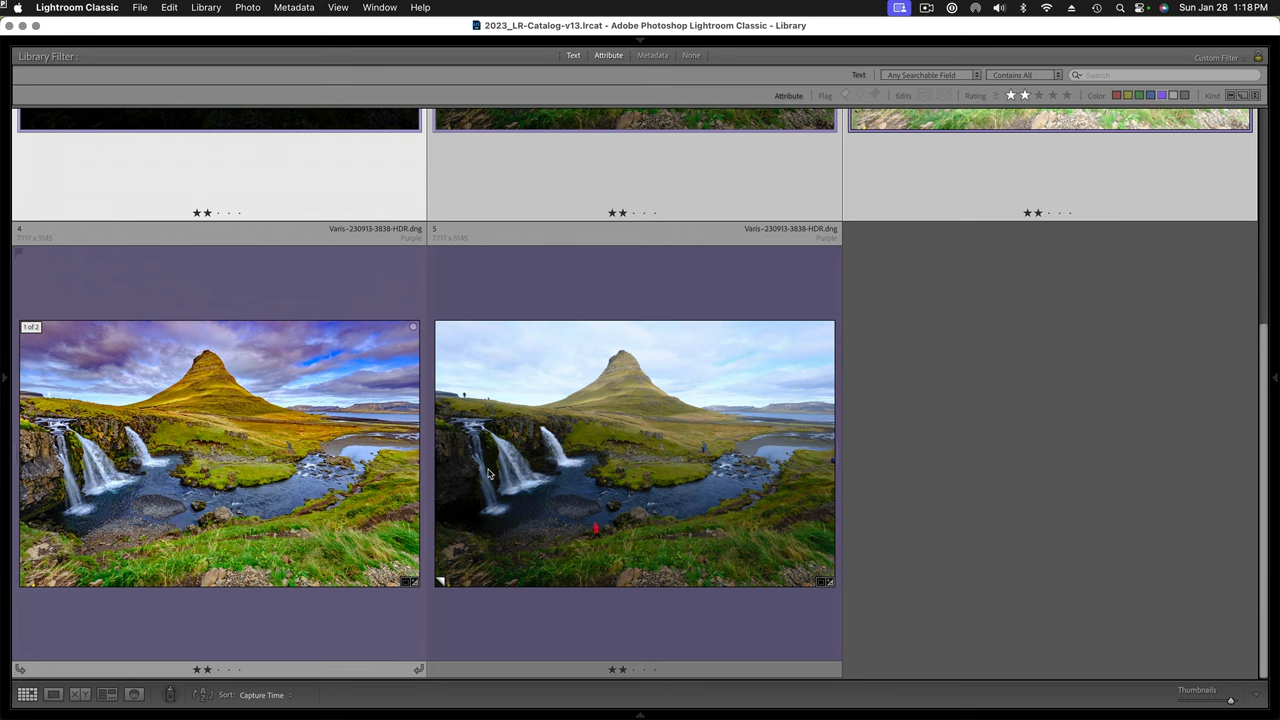 Lightroom Classic File Edit Library Photo Metadata View Window Help Sun Jan 28 1:18 PM
2023_LR-Catalog-v13.lrcat - Adobe Photoshop Lightroom Classic - Library
Library Filter : Text Attribute Metadata None Custom Filter
Text Any Searchable Field Contains All Search
Attribute Flag Edits Rating ≥ ★★★★★ Color Kind
★★ · · · ★★ · · · ★★ · · ·
4 Varis-230913-3838-HDR.dng 5 Varis-230913-3838-HDR.dng
7717 x 5145 Purple 7717 x 5145 Purple
1 of 2
★★ · · · ★★ · · ·
X Y A Z Sort: Capture Time Thumbnails